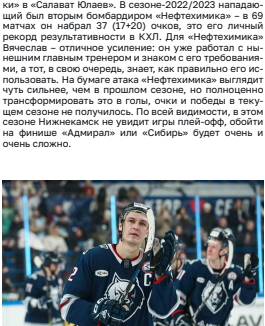 ки» в «Салават Юлаев». В сезоне-2022/2023 нападаю-
щий был вторым бомбардиром «Нефтехимика» – в 69
матчах он набрал 37 (17+20) очков, это его личный
рекорд результативности в КХЛ. Для «Нефтехимика»
Вячеслав – отличное усиление: он уже работал с ны-
нешним главным тренером и знаком с его требования-
ми, а тот, в свою очередь, знает, как правильно его ис-
пользовать. На бумаге атака «Нефтехимика» выглядит
чуть сильнее, чем в прошлом сезоне, но полноценно
трансформировать это в голы, очки и победы в теку-
щем сезоне не получилось. По всей видимости, в этом
сезоне Нижнекамск не увидит игры плей-офф, обойти
на финише «Адмирал» или «Сибирь» будет очень и
очень сложно.